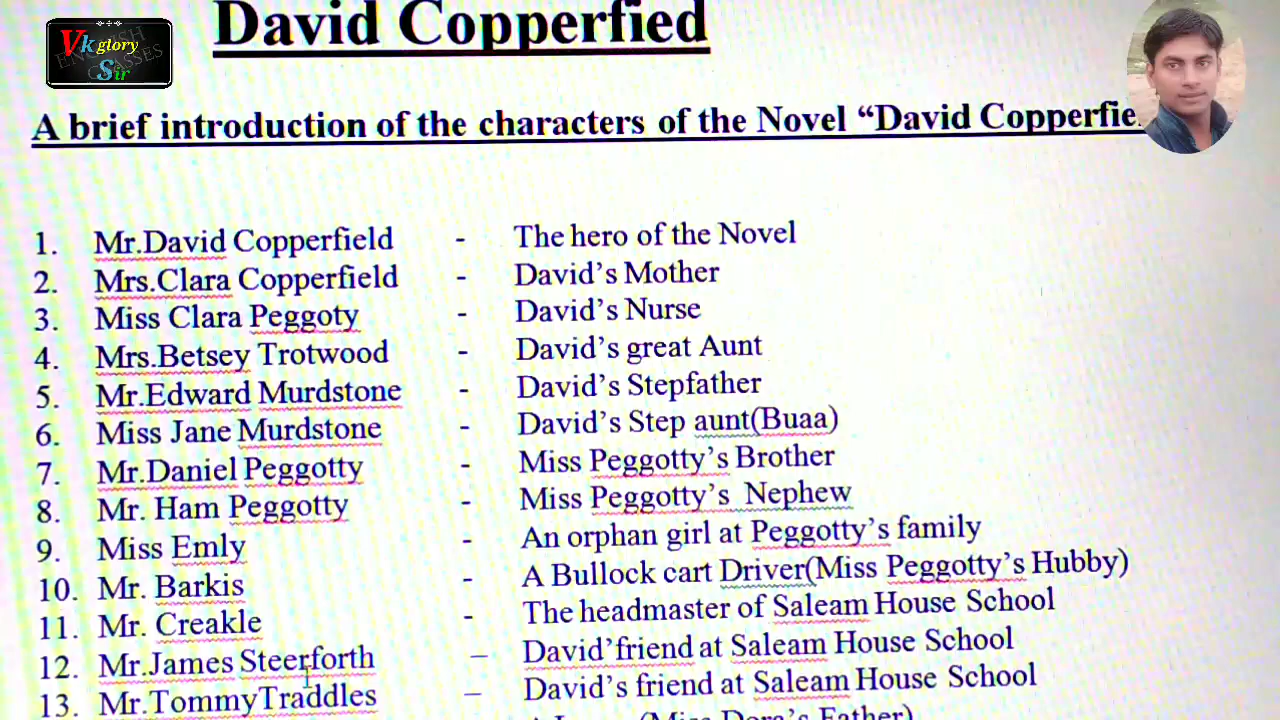 David Copperfied
Vk glory
Sir
ENGLISH
CLASSES
A brief introduction of the characters of the Novel “David Copperfie
1. Mr.David Copperfield - The hero of the Novel
2. Mrs.Clara Copperfield - David’s Mother
3. Miss Clara Peggoty - David’s Nurse
4. Mrs.Betsey Trotwood - David’s great Aunt
5. Mr.Edward Murdstone - David’s Stepfather
6. Miss Jane Murdstone - David’s Step aunt(Buaa)
7. Mr.Daniel Peggotty - Miss Peggotty’s Brother
8. Mr. Ham Peggotty - Miss Peggotty’s Nephew
9. Miss Emly - An orphan girl at Peggotty’s family
10. Mr. Barkis - A Bullock cart Driver(Miss Peggotty’s Hubby)
11. Mr. Creakle - The headmaster of Saleam House School
12. Mr.James Steerforth – David’friend at Saleam House School
13. Mr.TommyTraddles – David’s friend at Saleam House School
(Miss Dora’s Father)